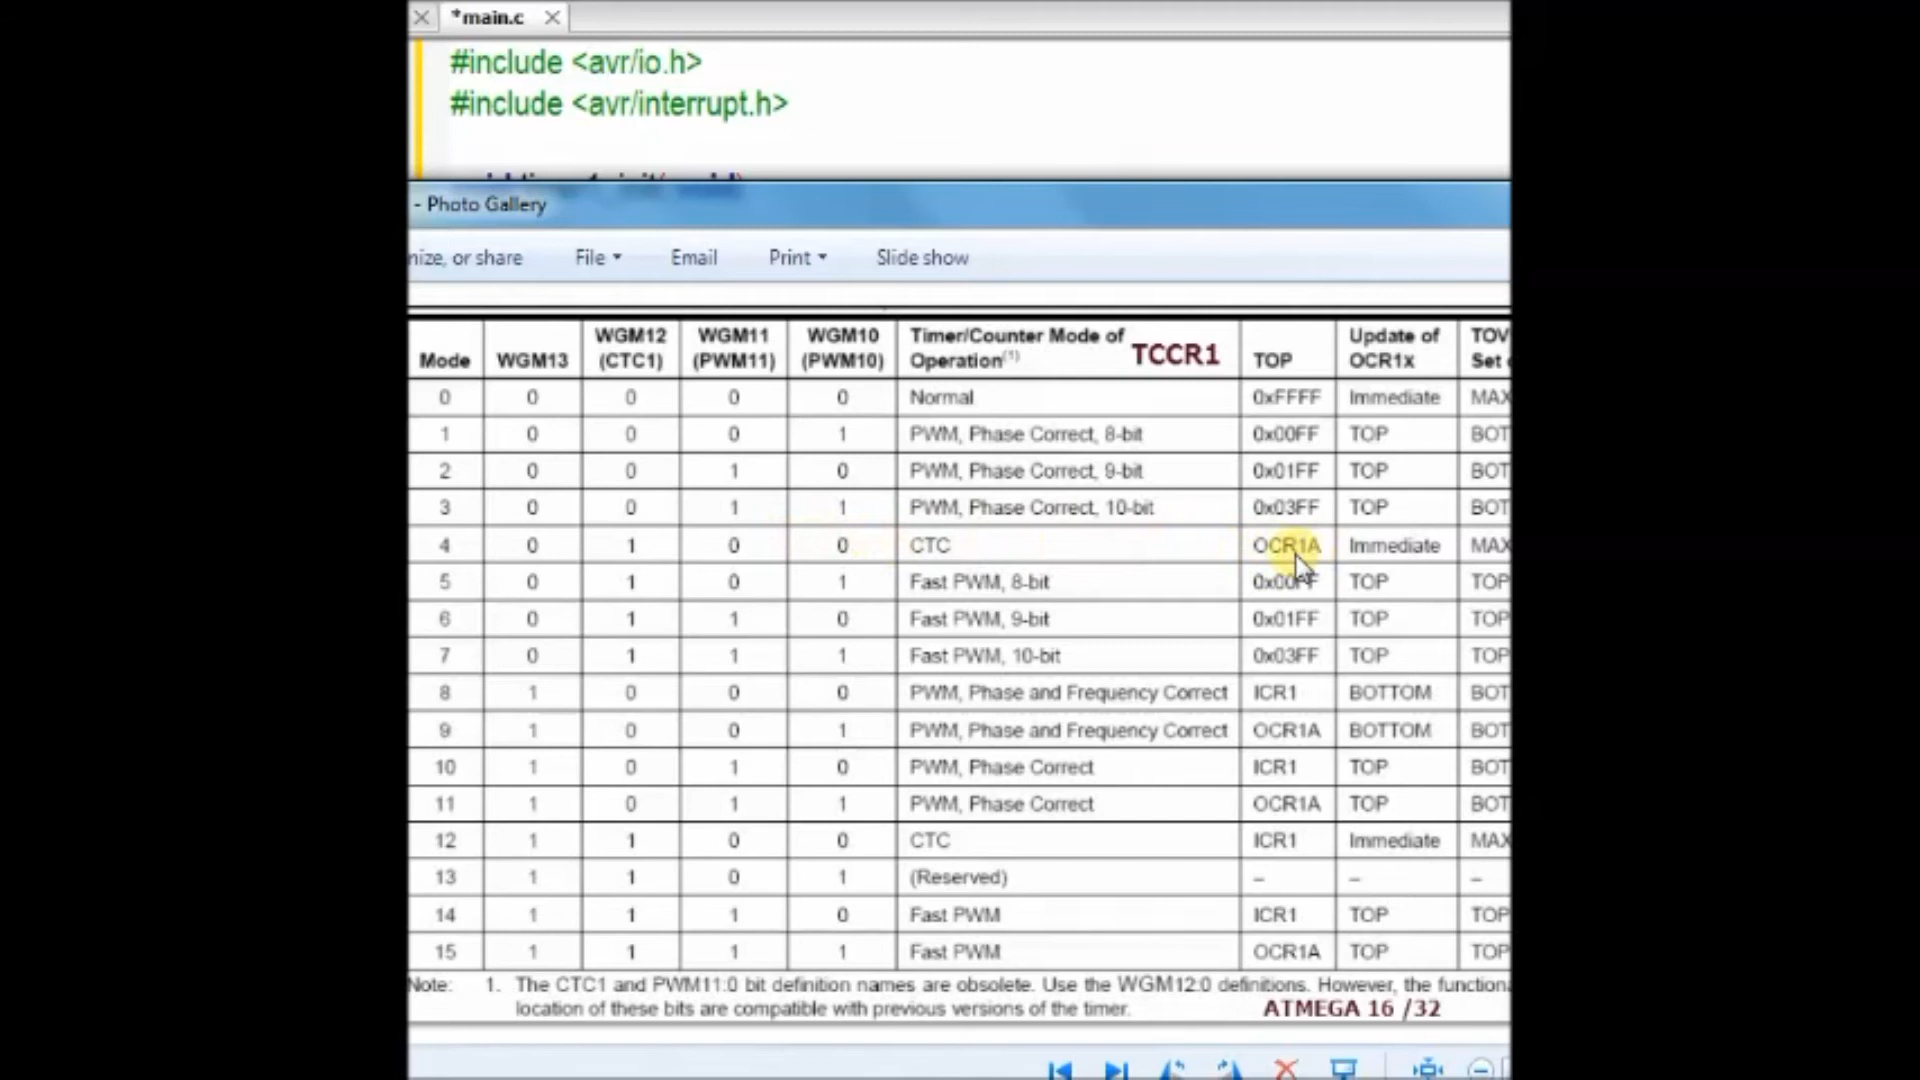 *main.c
#include <avr/io.h>
#include <avr/interrupt.h>
- Photo Gallery
nize, or share File Email Print Slide show
Mode WGM13 WGM12 (CTC1) WGM11 (PWM11) WGM10 (PWM10) Timer/Counter Mode of Operation(1) TCCR1 TOP Update of OCR1x TOV Set
0 0 0 0 0 Normal 0xFFFF Immediate MAX
1 0 0 0 1 PWM, Phase Correct, 8-bit 0x00FF TOP BOT
2 0 0 1 0 PWM, Phase Correct, 9-bit 0x01FF TOP BOT
3 0 0 1 1 PWM, Phase Correct, 10-bit 0x03FF TOP BOT
4 0 1 0 0 CTC OCR1A Immediate MAX
5 0 1 0 1 Fast PWM, 8-bit 0x00FF TOP TOP
6 0 1 1 0 Fast PWM, 9-bit 0x01FF TOP TOP
7 0 1 1 1 Fast PWM, 10-bit 0x03FF TOP TOP
8 1 0 0 0 PWM, Phase and Frequency Correct ICR1 BOTTOM BOT
9 1 0 0 1 PWM, Phase and Frequency Correct OCR1A BOTTOM BOT
10 1 0 1 0 PWM, Phase Correct ICR1 TOP BOT
11 1 0 1 1 PWM, Phase Correct OCR1A TOP BOT
12 1 1 0 0 CTC ICR1 Immediate MAX
13 1 1 0 1 (Reserved) – – –
14 1 1 1 0 Fast PWM ICR1 TOP TOP
15 1 1 1 1 Fast PWM OCR1A TOP TOP
Note: 1. The CTC1 and PWM11:0 bit definition names are obsolete. Use the WGM12:0 definitions. However, the functiona
location of these bits are compatible with previous versions of the timer. ATMEGA 16 /32